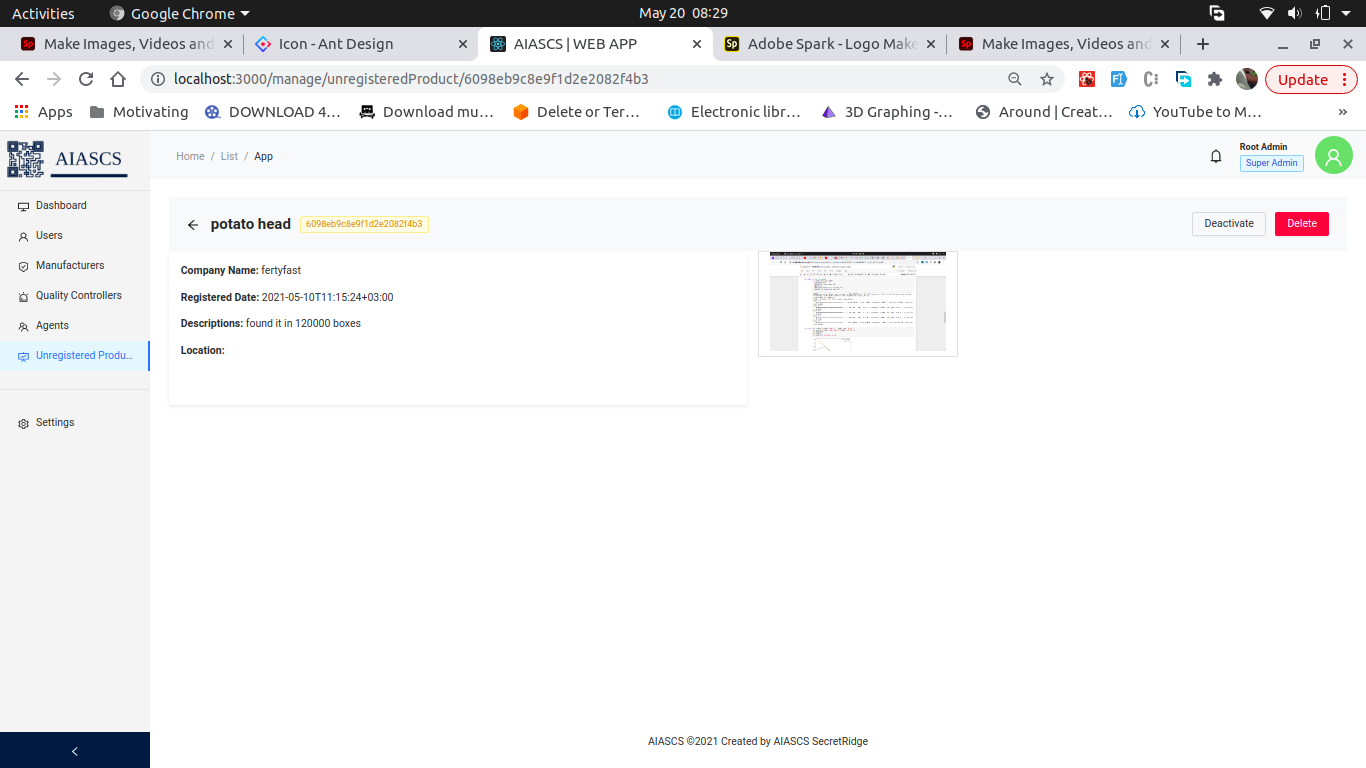 Activities
Google Chrome
May 20 08:29
Make Images, Videos and
Icon - Ant Design
AIASCS | WEB APP
Adobe Spark - Logo Make
Make Images, Videos and
localhost:3000/manage/unregisteredProduct/6098eb9c8e9f1d2e2082f4b3
Update
Apps
Motivating
DOWNLOAD 4...
Download mu...
Delete or Ter...
Electronic libr...
3D Graphing -...
Around | Creat...
YouTube to M...
»
AIASCS
Home / List / App
Root Admin
Super Admin
Dashboard
Users
Manufacturers
Quality Controllers
Agents
Unregistered Produ...
Settings
potato head
6098eb9c8e9f1d2e2082f4b3
Deactivate
Delete
Company Name: fertyfast
Registered Date: 2021-05-10T11:15:24+03:00
Descriptions: found it in 120000 boxes
Location:
AIASCS ©2021 Created by AIASCS SecretRidge